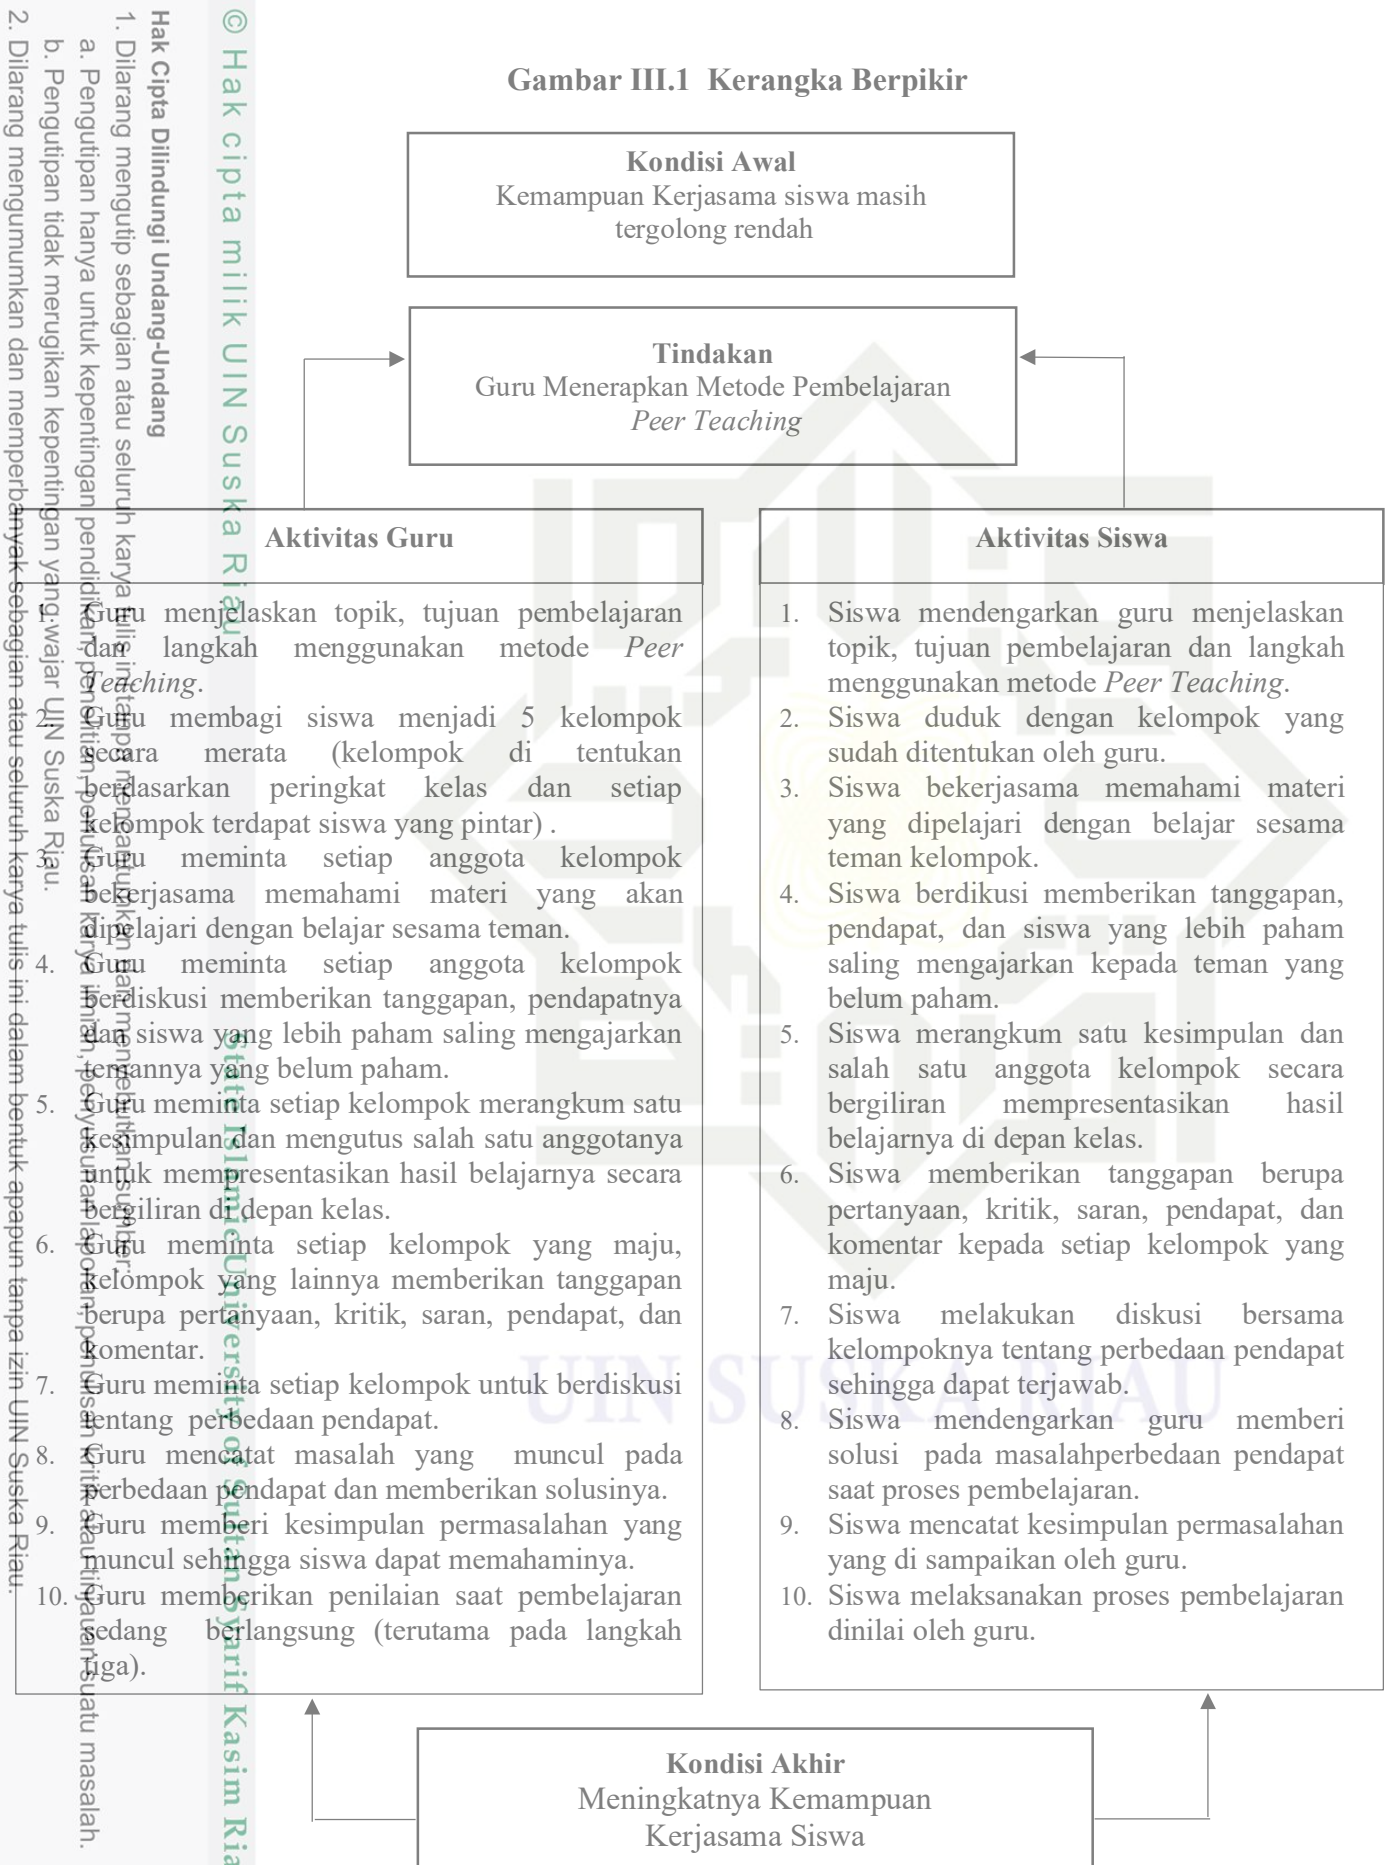 Gambar III.1 Kerangka Berpikir
Kondisi Awal
Kemampuan Kerjasama siswa masih
tergolong rendah
Tindakan
Guru Menerapkan Metode Pembelajaran
Peer Teaching
Aktivitas Guru
1. Guru menjelaskan topik, tujuan pembelajaran
dan langkah menggunakan metode Peer
Teaching.
2. Guru membagi siswa menjadi 5 kelompok
secara merata (kelompok di tentukan
berdasarkan peringkat kelas dan setiap
kelompok terdapat siswa yang pintar) .
3. Guru meminta setiap anggota kelompok
bekerjasama memahami materi yang akan
dipelajari dengan belajar sesama teman.
4. Guru meminta setiap anggota kelompok
berdiskusi memberikan tanggapan, pendapatnya
dan siswa yang lebih paham saling mengajarkan
temannya yang belum paham.
5. Guru meminta setiap kelompok merangkum satu
kesimpulan dan mengutus salah satu anggotanya
untuk mempresentasikan hasil belajarnya secara
bergiliran di depan kelas.
6. Guru meminta setiap kelompok yang maju,
kelompok yang lainnya memberikan tanggapan
berupa pertanyaan, kritik, saran, pendapat, dan
komentar.
7. Guru meminta setiap kelompok untuk berdiskusi
tentang perbedaan pendapat.
8. Guru mencatat masalah yang muncul pada
perbedaan pendapat dan memberikan solusinya.
9. Guru memberi kesimpulan permasalahan yang
muncul sehingga siswa dapat memahaminya.
10. Guru memberikan penilaian saat pembelajaran
sedang berlangsung (terutama pada langkah
tiga).
Aktivitas Siswa
1. Siswa mendengarkan guru menjelaskan
topik, tujuan pembelajaran dan langkah
menggunakan metode Peer Teaching.
2. Siswa duduk dengan kelompok yang
sudah ditentukan oleh guru.
3. Siswa bekerjasama memahami materi
yang dipelajari dengan belajar sesama
teman kelompok.
4. Siswa berdikusi memberikan tanggapan,
pendapat, dan siswa yang lebih paham
saling mengajarkan kepada teman yang
belum paham.
5. Siswa merangkum satu kesimpulan dan
salah satu anggota kelompok secara
bergiliran mempresentasikan hasil
belajarnya di depan kelas.
6. Siswa memberikan tanggapan berupa
pertanyaan, kritik, saran, pendapat, dan
komentar kepada setiap kelompok yang
maju.
7. Siswa melakukan diskusi bersama
kelompoknya tentang perbedaan pendapat
sehingga dapat terjawab.
8. Siswa mendengarkan guru memberi
solusi pada masalahperbedaan pendapat
saat proses pembelajaran.
9. Siswa mencatat kesimpulan permasalahan
yang di sampaikan oleh guru.
10. Siswa melaksanakan proses pembelajaran
dinilai oleh guru.
Kondisi Akhir
Meningkatnya Kemampuan
Kerjasama Siswa
UIN SUSKA RIAU
© Hak cipta milik UIN Suska Riau
State Islamic University of Sultan Syarif Kasim Ria
Hak Cipta Dilindungi Undang-Undang
1. Dilarang mengutip sebagian atau seluruh karya tulis ini tanpa mencantumkan dan menyebutkan sumber:
a. Pengutipan hanya untuk kepentingan pendidikan, penelitian, penulisan karya ilmiah, penyusunan laporan, penulisan kritik atau tinjauan suatu masalah.
b. Pengutipan tidak merugikan kepentingan yang wajar UIN Suska Riau.
2. Dilarang mengumumkan dan memperbanyak sebagian atau seluruh karya tulis ini dalam bentuk apapun tanpa izin UIN Suska Riau.